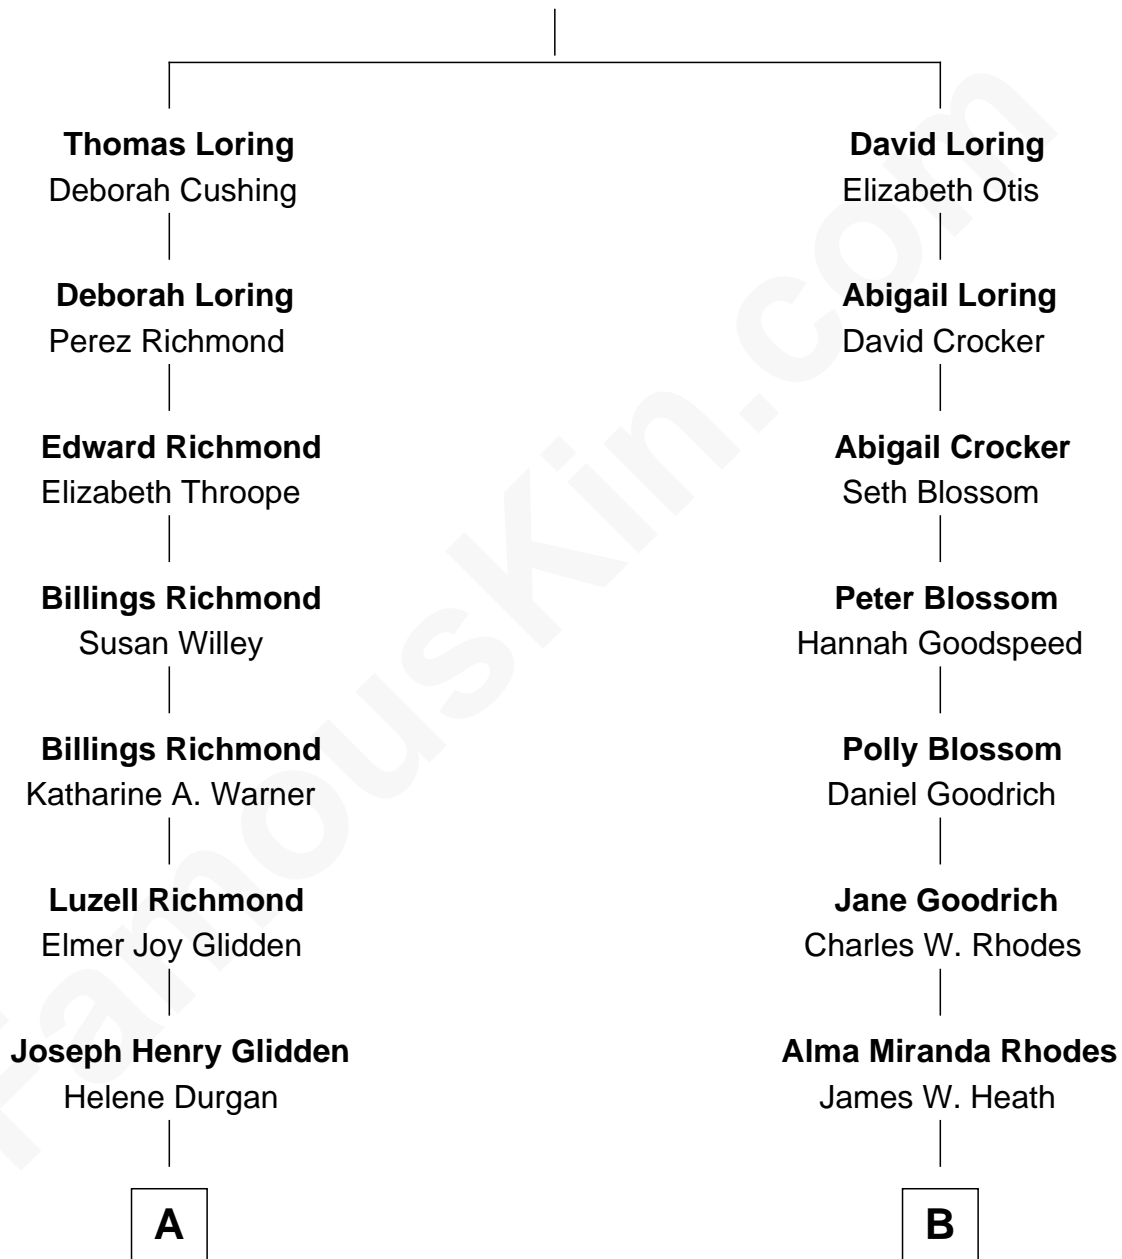 Thomas Loring
Deborah Cushing
David Loring
Elizabeth Otis
Deborah Loring
Perez Richmond
Abigail Loring
David Crocker
Edward Richmond
Elizabeth Throope
Abigail Crocker
Seth Blossom
Billings Richmond
Susan Willey
Peter Blossom
Hannah Goodspeed
Billings Richmond
Katharine A. Warner
Polly Blossom
Daniel Goodrich
Luzell Richmond
Elmer Joy Glidden
Jane Goodrich
Charles W. Rhodes
Joseph Henry Glidden
Helene Durgan
Alma Miranda Rhodes
James W. Heath
A
B
FamousKin.com